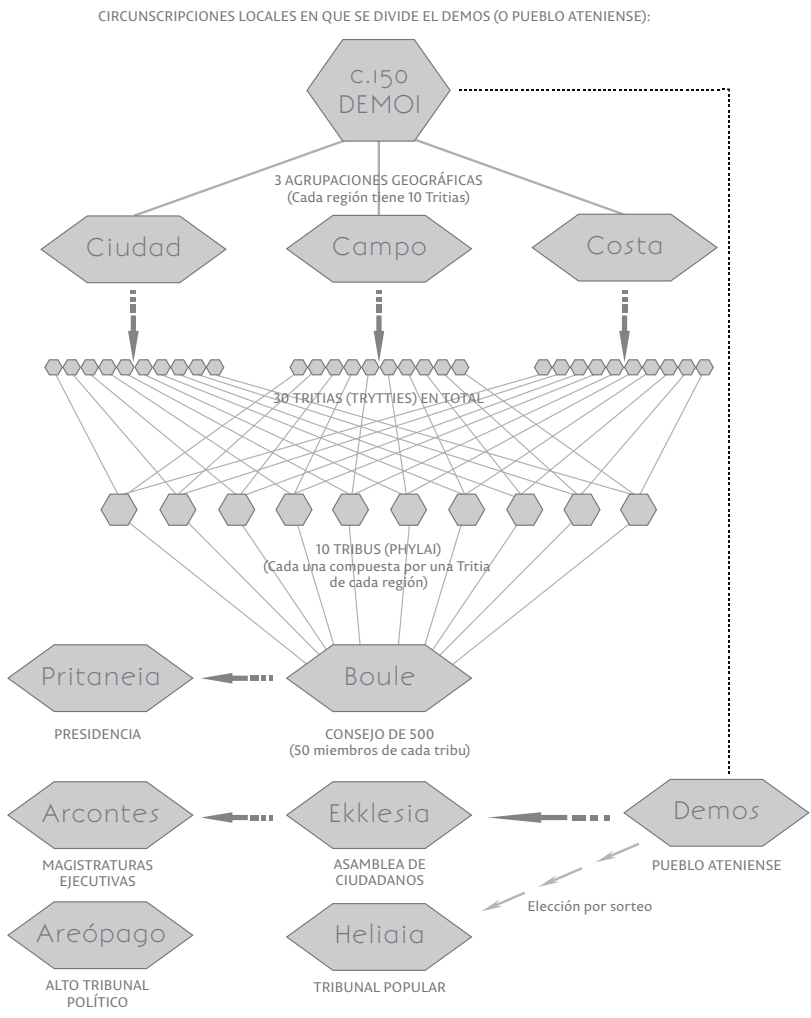 CIRCUNSCRIPCIONES LOCALES EN QUE SE DIVIDE EL DEMOS (O PUEBLO ATENIENSE):
c.150
DEMOI
3 AGRUPACIONES GEOGRÁFICAS
(Cada región tiene 10 Tritias)
Ciudad
Campo
Costa
30 TRITIAS (TRYTTIES) EN TOTAL
10 TRIBUS (PHYLAI)
(Cada una compuesta por una Tritia
de cada región)
Pritaneia
Boule
PRESIDENCIA
CONSEJO DE 500
(50 miembros de cada tribu)
Arcontes
Ekklesia
Demos
MAGISTRATURAS
EJECUTIVAS
ASAMBLEA DE
CIUDADANOS
PUEBLO ATENIENSE
Elección por sorteo
Areópago
Heliaia
ALTO TRIBUNAL
POLÍTICO
TRIBUNAL POPULAR